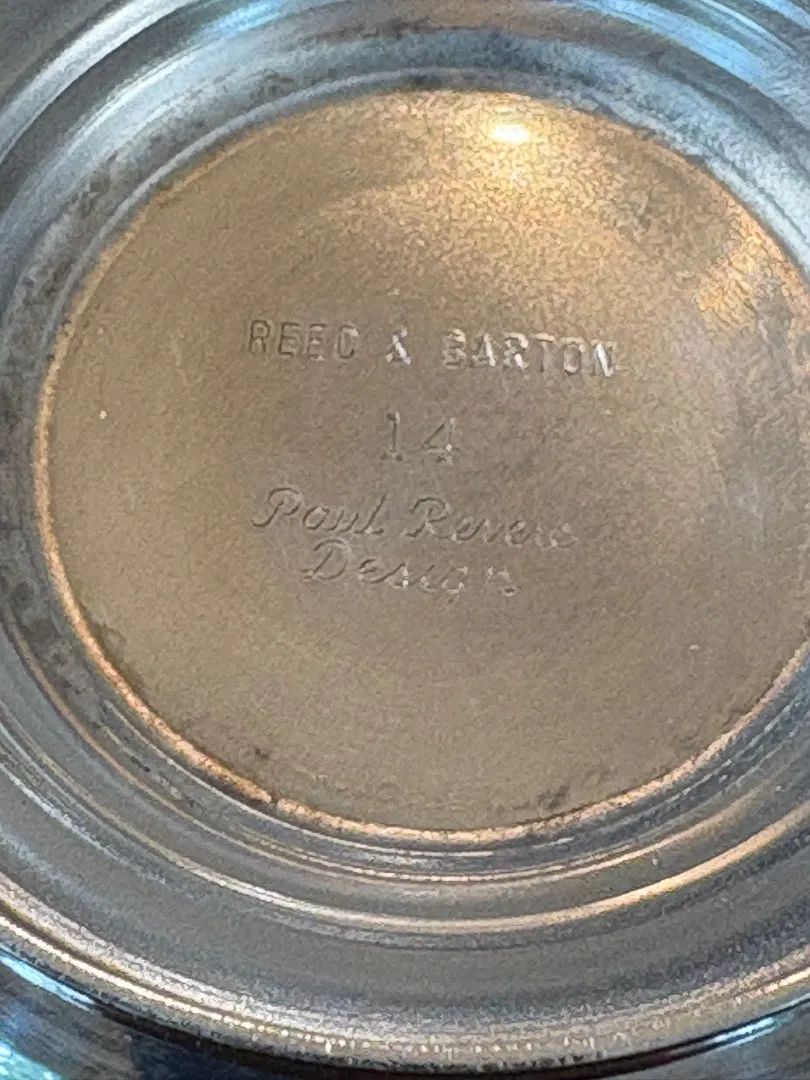 REED & BARTON
14
Paul Revere
Design